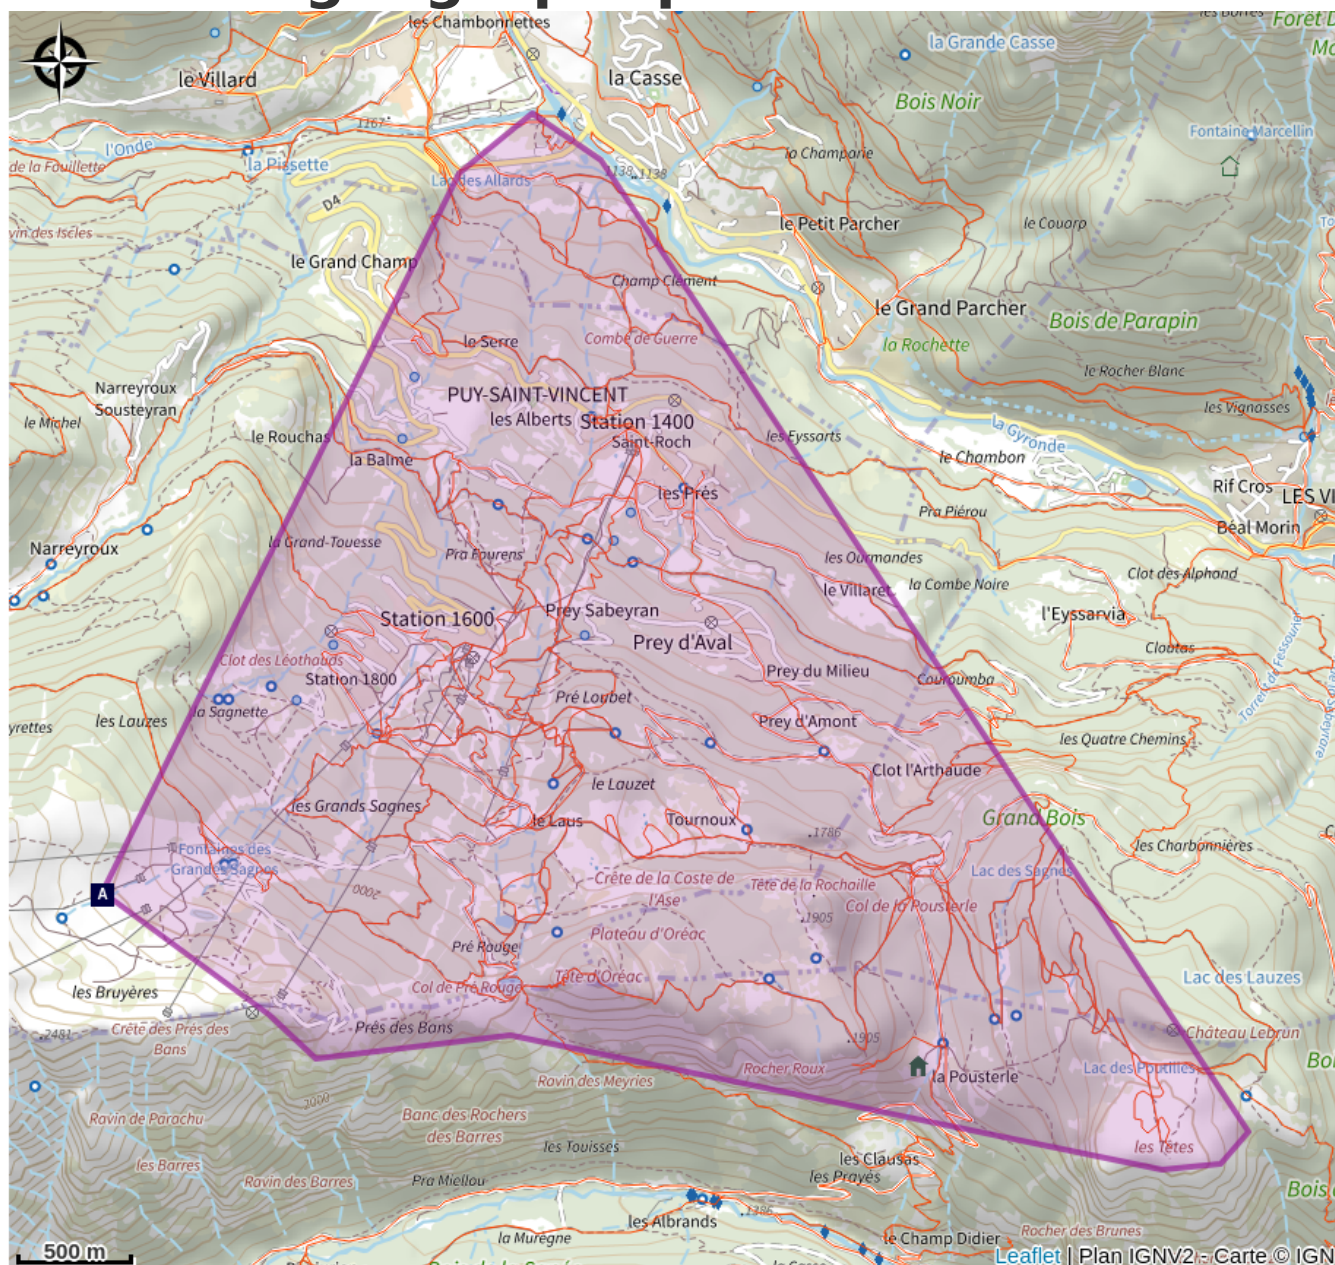 les Chambonnettes
le Villard
la Casse
la Grande Casse
Bois Noir
Fontaine Marcellin
1167
l'Onde
de la Fouillette
la Pissette
Lac des Allards
1138
1138
la Champarie
D4
le Petit Parcher
le Couarp
vin des Iscles
le Grand Champ
Champ Clément
le Grand Parcher
Bois de Parapin
le Serre
Combe de Guerre
la Rochette
le Rocher Blanc
Narreyroux
Sousteyran
le Michel
PUY-SAINT-VINCENT
les Alberts
Station 1400
Saint-Roch
le Rouchas
la Balme
les Eyssarts
la Gyronde
les Vignasses
le Chambon
les Prés
Rif Cros
LES VI
Béal Morin
Pra Piérou
Narreyroux
la Grand-Touesse
Pra Fourens
les Ourmandes
la Combe Noire
Clot des Alphand
le Villaret
l'Eyssarvia
Station 1600
Prey Sabeyran
Prey d'Aval
Cloutas
Torrent de Fessourie
Clot des Léothauds
Station 1800
Prey du Milieu
Couroumba
Pré Loubet
la Sagnette
les Lauzes
yrettes
Prey d'Amont
les Quatre Chemins
Clot l'Arthaude
le Lauzet
les Grands Sagnes
le Laus
Tournoux
1786
Grand Bois
les Charbonnières
Fontaines des
Grandes Sagnes
A
2000
Crête de la Coste de
l'Ase
Tête de la Rochaille
Lac des Sagnes
Col de la Pousterle
1905
Plateau d'Oréac
Pré Rouge
Tête d'Oréac
Col de Pré Rouge
les Bruyères
Lac des Lauzes
Crête des Prés des
Bans
2481
Prés des Bans
1905
Château Lebrun
Rocher Roux
la Pousterle
Lac des Poutilles
Ravin des Meyries
Ravin de Parachu
2000
Banc des Rochers
des Barres
les Touisses
les Têtes
les Barres
Ravin des Barres
Pra Miellou
les Clausas
les Prayés
les Albrands
1286
la Murègne
le Champ Didier
Rocher des Brunes
500 m
Leaflet | Plan IGNV2 - Carte © IGN